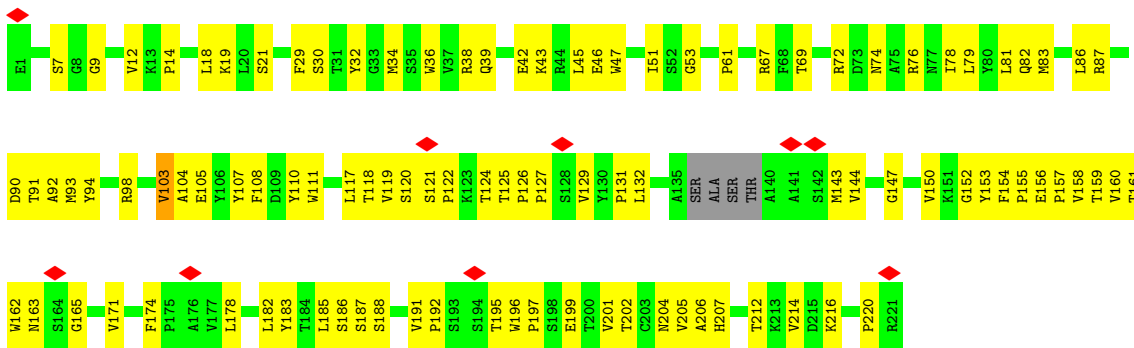 E1 S7 G8 G9 V12 K13 P14 L18 K19 L20 S21 F29 S30 T31 Y32 G33 M34 S35 W36 V37 R38 Q39 E42 K43 R44 L45 E46 W47 I51 S52 G53 P61 R67 F68 T69 R72 D73 N74 A75 R76 N77 I78 L79 Y80 L81 Q82 M83 L86 R87
D90 T91 A92 M93 Y94 R98 V103 A104 E105 Y106 Y107 F108 D109 Y110 W111 L117 T118 V119 S120 S121 P122 K123 T124 T125 P126 P127 S128 V129 Y130 P131 L132 A135 SER ALA SER THR A140 A141 S142 M143 V144 G147 V150 K151 G152 Y153 F154 P155 E156 P157 V158 T159 V160 T161
W162 N163 S164 G165 V171 F174 P175 A176 V177 L178 L182 Y183 T184 L185 S186 S187 S188 V191 P192 S193 S194 T195 W196 P197 S198 E199 T200 V201 T202 C203 N204 V205 A206 H207 T212 K213 V214 D215 K216 P220 R221